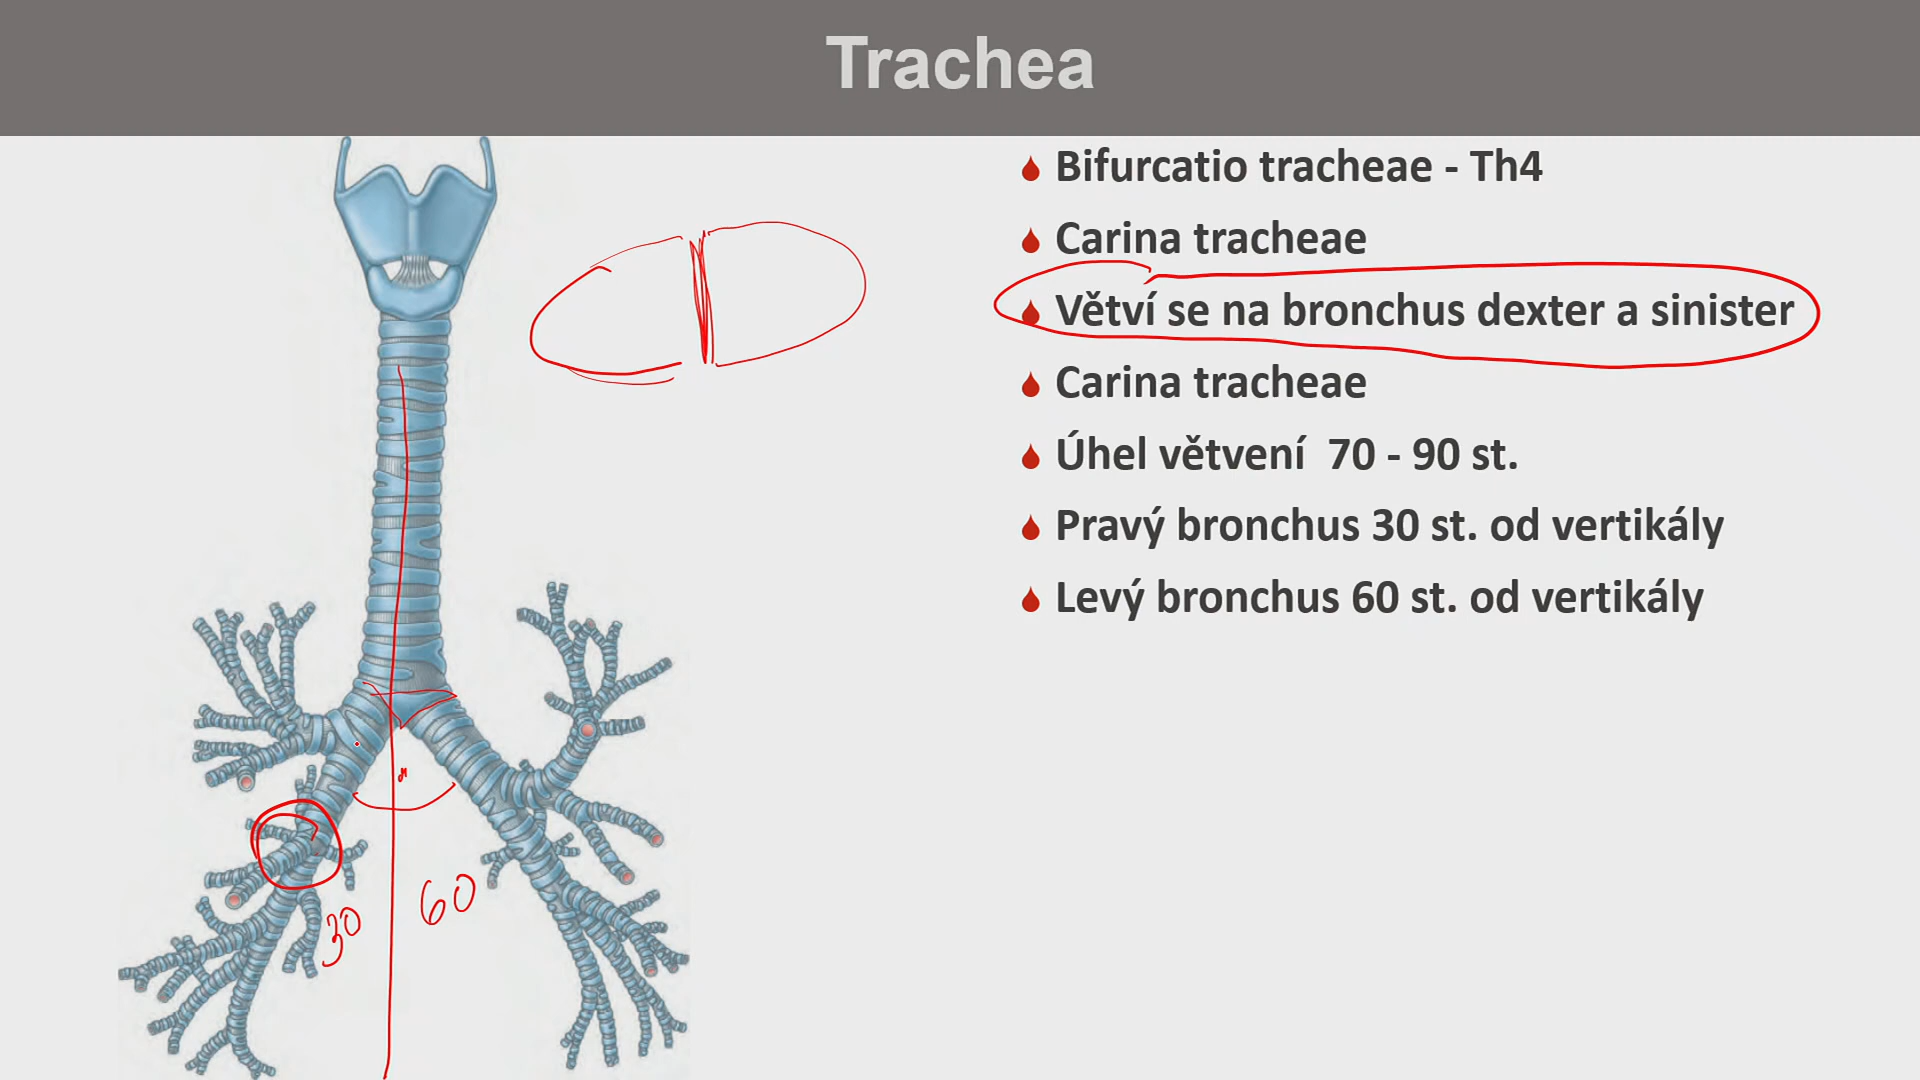 Trachea
Bifurcatio tracheae - Th4
Carina tracheae
Větví se na bronchus dexter a sinister
Carina tracheae
Úhel větvení 70 - 90 st.
Pravý bronchus 30 st. od vertikály
Levý bronchus 60 st. od vertikály
30
60